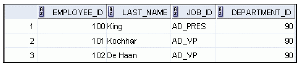 EMPLOYEE_ID LAST_NAME JOB_ID DEPARTMENT_ID
1 100 King AD_PRES 90
2 101 Kochhar AD_VP 90
3 102 De Haan AD_VP 90